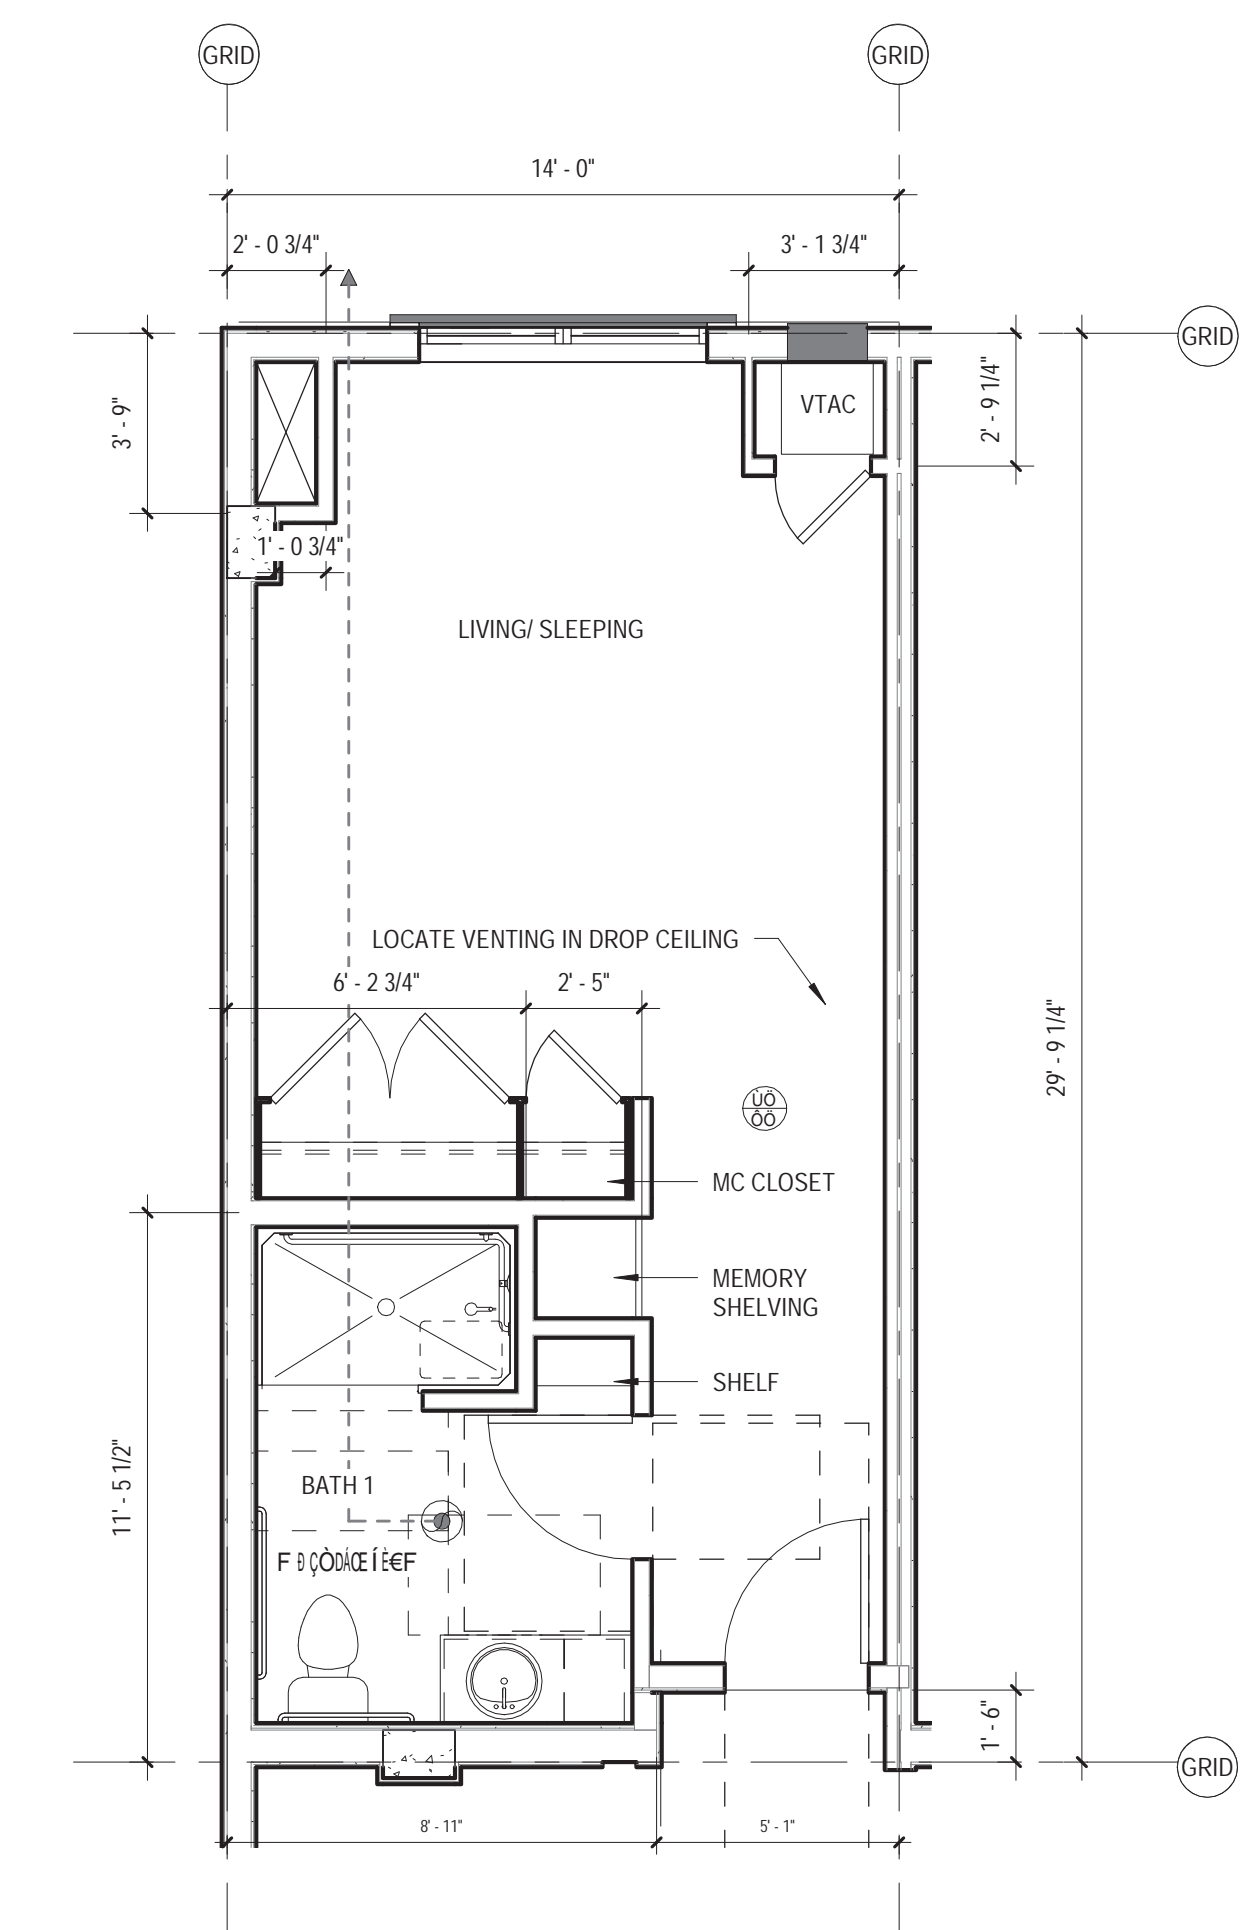 GRID
GRID
14' - 0"
2' - 0 3/4"
3' - 1 3/4"
GRID
3' - 9"
2' - 9 1/4"
VTAC
1' - 0 3/4"
LIVING/ SLEEPING
LOCATE VENTING IN DROP CEILING
6' - 2 3/4"
2' - 5"
29' - 9 1/4"
ÙÖ
ÔÖ
MC CLOSET
MEMORY
SHELVING
SHELF
11' - 5 1/2"
BATH 1
1' - 6"
GRID
8' - 11"
5' - 1"